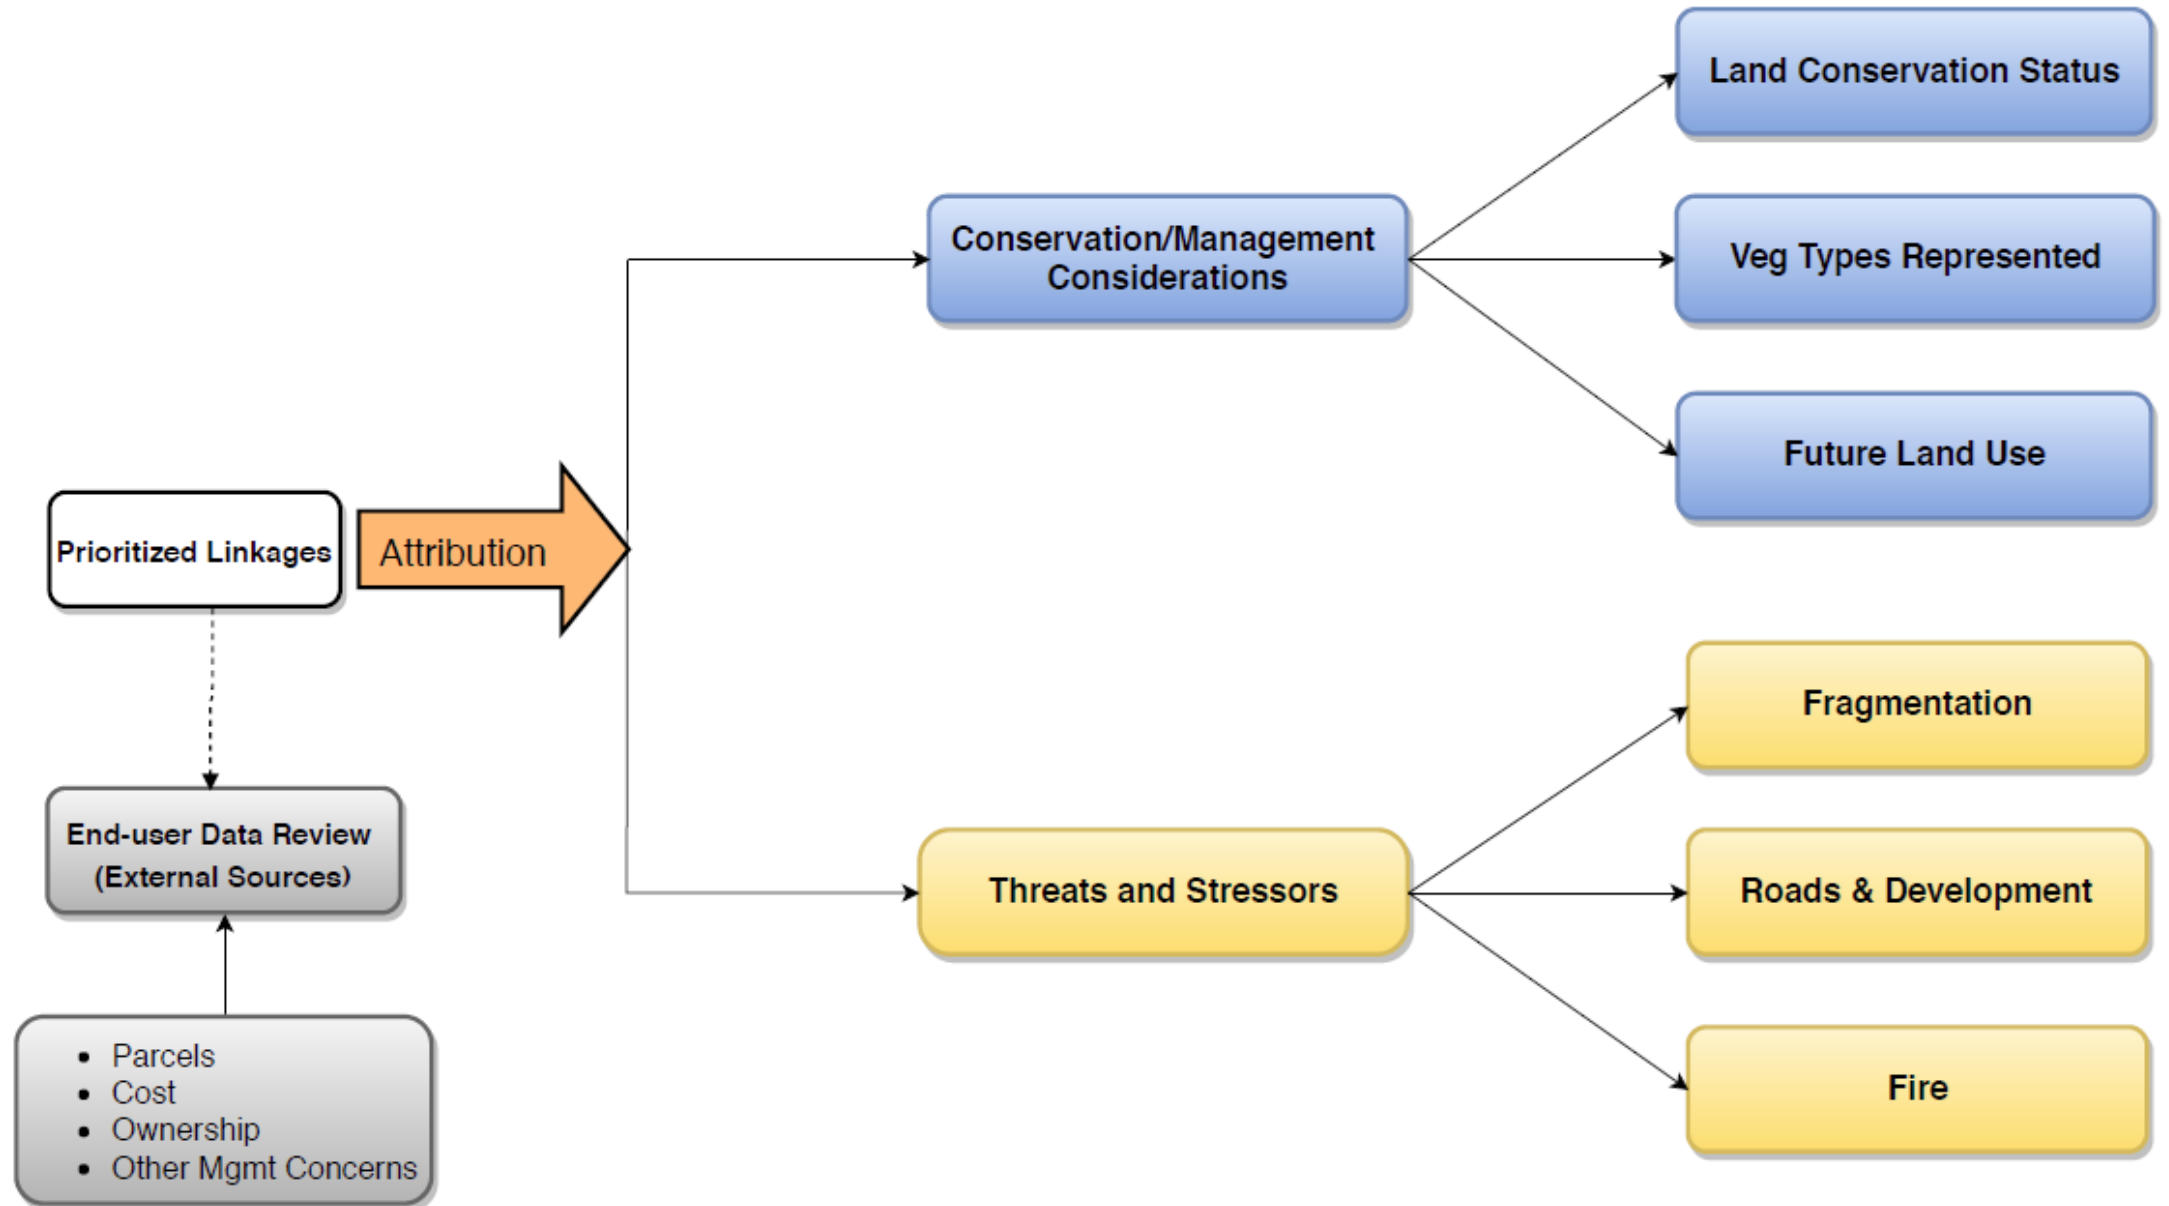 Land Conservation Status
Conservation/Management
Considerations
Veg Types Represented
Future Land Use
Prioritized Linkages
Attribution
Fragmentation
End-user Data Review
(External Sources)
Threats and Stressors
Roads & Development
• Parcels
• Cost
• Ownership
• Other Mgmt Concerns
Fire